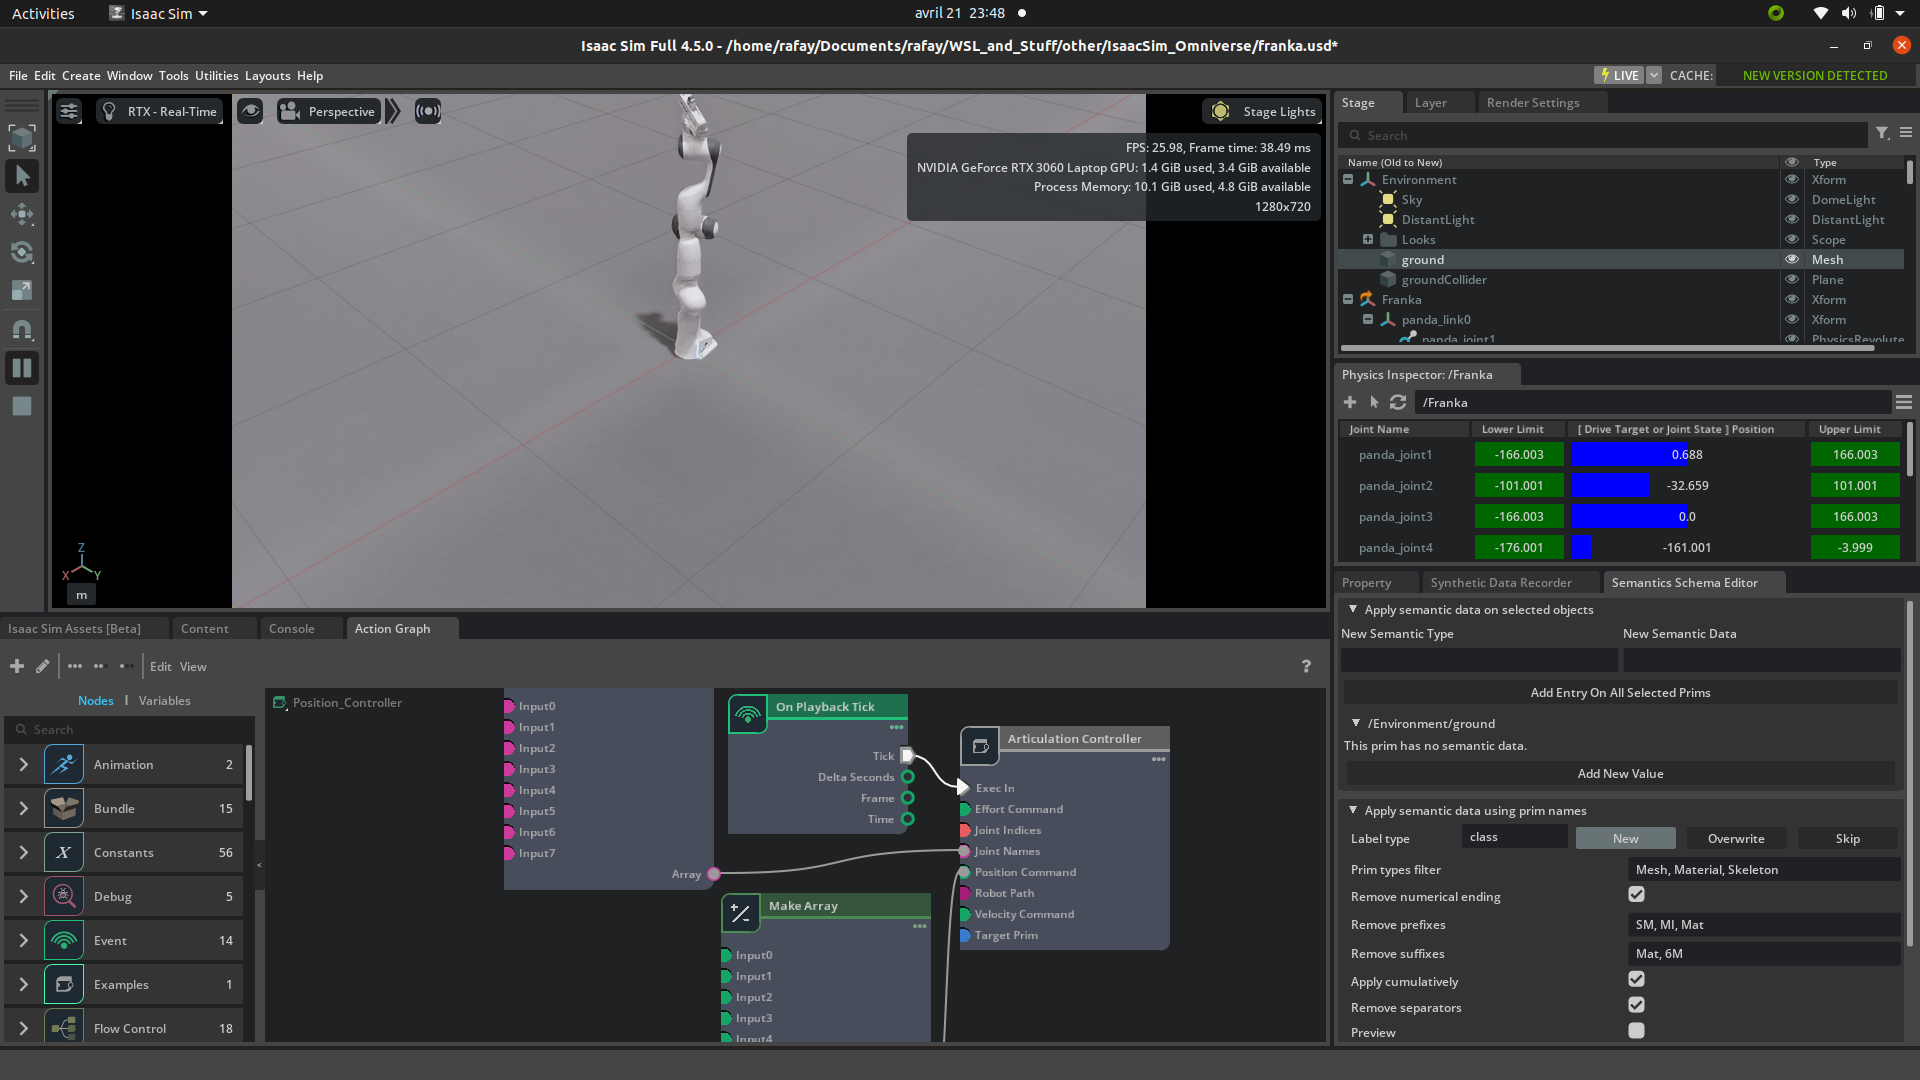 Activities
Isaac Sim
avril 21 23:48
Isaac Sim Full 4.5.0 - /home/rafay/Documents/rafay/WSL_and_Stuff/other/IsaacSim_Omniverse/franka.usd*
File Edit Create Window Tools Utilities Layouts Help
LIVE
CACHE:
NEW VERSION DETECTED
RTX - Real-Time
Perspective
Stage Lights
FPS: 25.98, Frame time: 38.49 ms
NVIDIA GeForce RTX 3060 Laptop GPU: 1.4 GiB used, 3.4 GiB available
Process Memory: 10.1 GiB used, 4.8 GiB available
1280x720
Z
X
Y
m
Stage
Layer
Render Settings
Search
Name (Old to New)
Type
Environment
Xform
Sky
DomeLight
DistantLight
DistantLight
Looks
Scope
ground
Mesh
groundCollider
Plane
Franka
Xform
panda_link0
Xform
panda_joint1
PhysicsRevolute
Physics Inspector: /Franka
/Franka
Joint Name
Lower Limit
[ Drive Target or Joint State ] Position
Upper Limit
panda_joint1
-166.003
0.688
166.003
panda_joint2
-101.001
-32.659
101.001
panda_joint3
-166.003
0.0
166.003
panda_joint4
-176.001
-161.001
-3.999
Property
Synthetic Data Recorder
Semantics Schema Editor
Apply semantic data on selected objects
New Semantic Type
New Semantic Data
Add Entry On All Selected Prims
/Environment/ground
This prim has no semantic data.
Add New Value
Apply semantic data using prim names
Label type
class
New
Overwrite
Skip
Prim types filter
Mesh, Material, Skeleton
Remove numerical ending
Remove prefixes
SM, MI, Mat
Remove suffixes
Mat, 6M
Apply cumulatively
Remove separators
Preview
Isaac Sim Assets [Beta]
Content
Console
Action Graph
Edit View
?
Nodes | Variables
Search
Animation 2
Bundle 15
X
Constants 56
Debug 5
Event 14
Examples 1
Flow Control 18
<
Position_Controller
Input0
Input1
Input2
Input3
Input4
Input5
Input6
Input7
Array
On Playback Tick
Tick
Delta Seconds
Frame
Time
Make Array
Input0
Input1
Input2
Input3
Input4
Articulation Controller
Exec In
Effort Command
Joint Indices
Joint Names
Position Command
Robot Path
Velocity Command
Target Prim